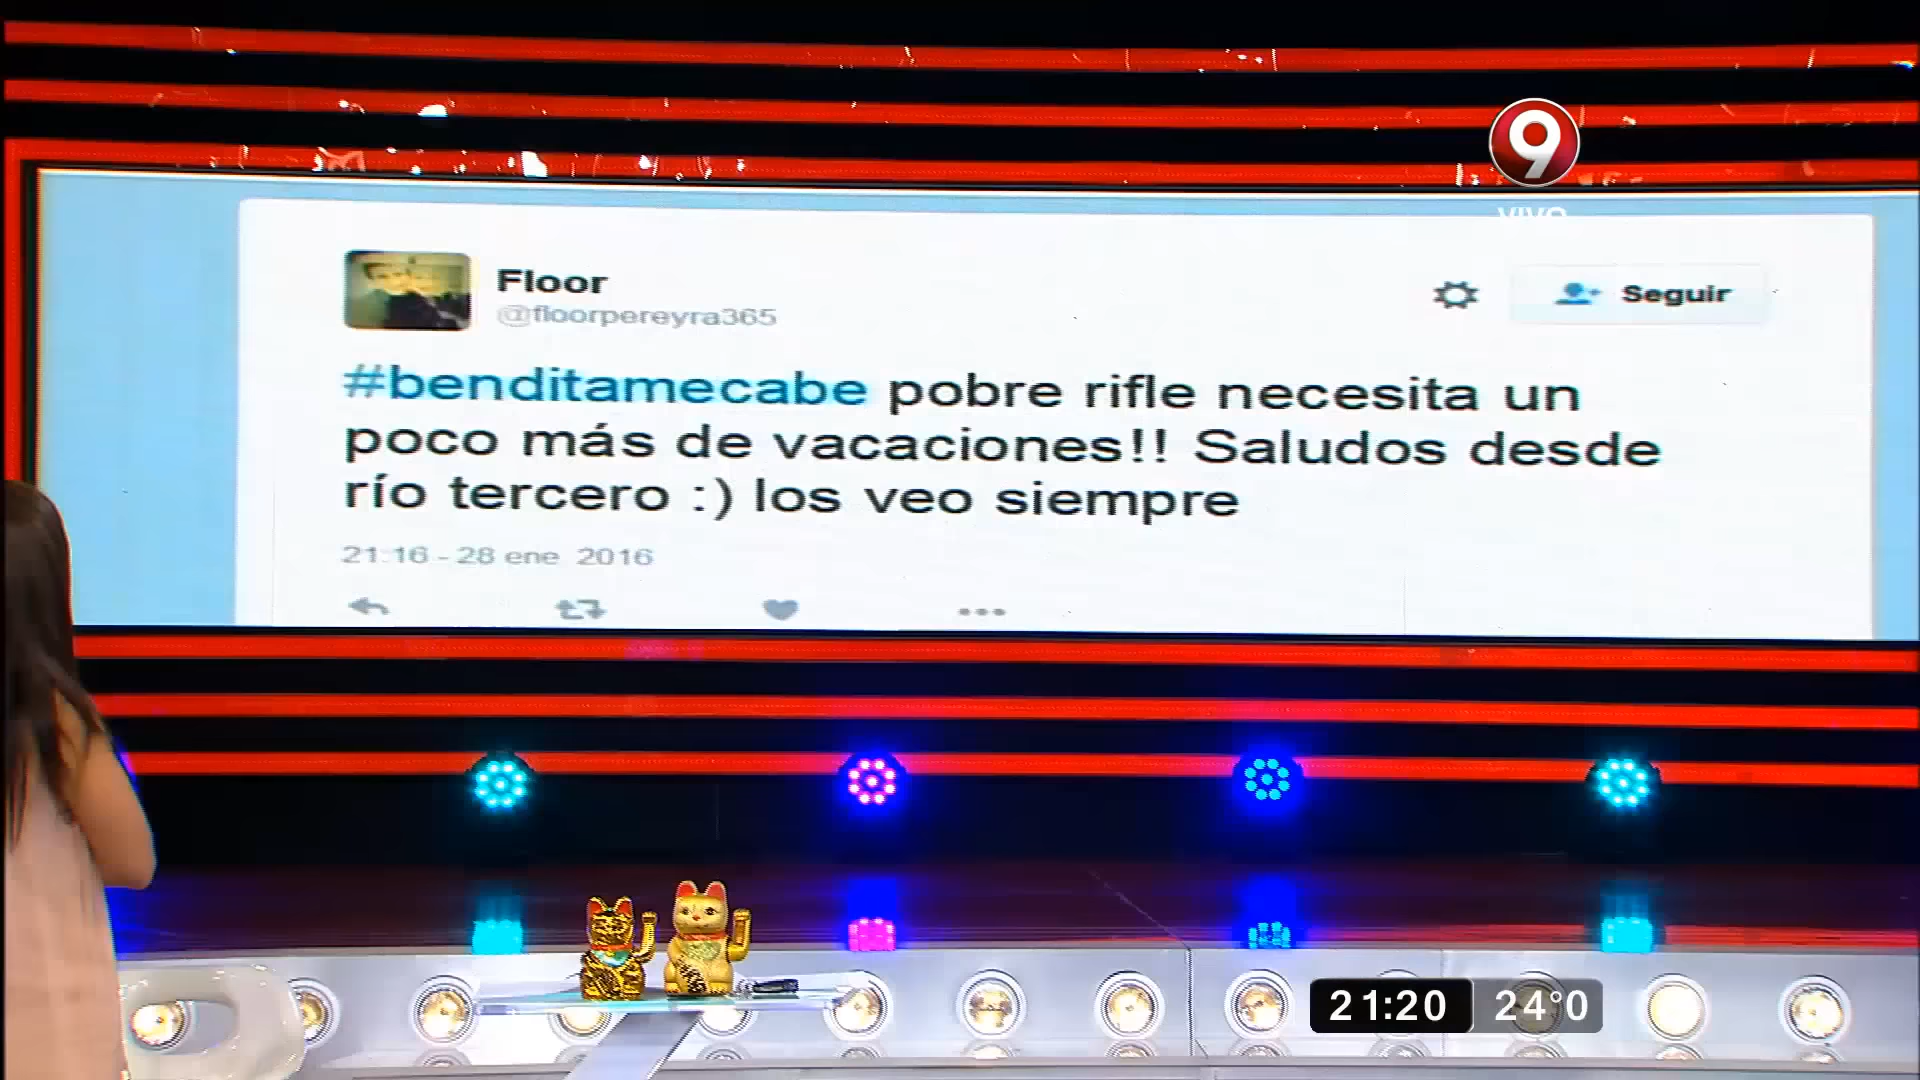 9
VIVO
Floor
@floorpereyra365
Seguir
#benditamecabe pobre rifle necesita un
poco más de vacaciones!! Saludos desde
río tercero :) los veo siempre
21:16 - 28 ene 2016
21:20 24°0